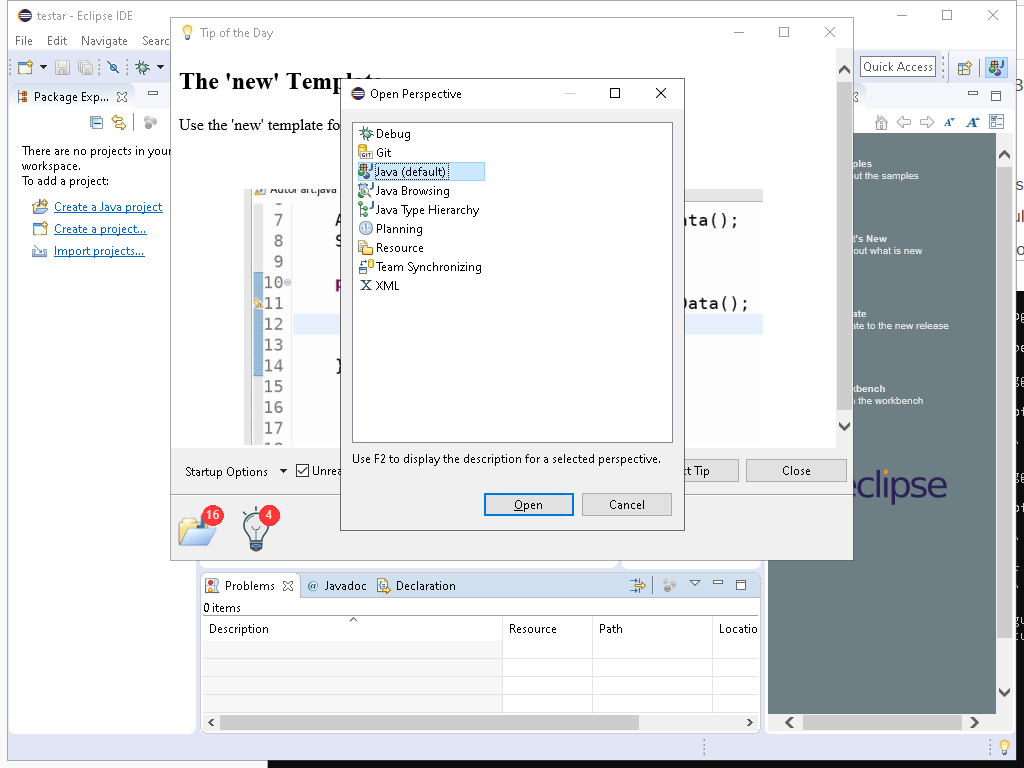 testar - Eclipse IDE
File Edit Navigate Searc
Quick Access
Package Exp...
There are no projects in your
workspace.
To add a project:
Create a Java project
Create a project...
Import projects...
Tip of the Day
The 'new' Template
Use the 'new' template fo
7
8
9
10
11
12
13
14
15
16
17
ata();
Data();
Startup Options
Unrea
t Tip
Close
16
4
Open Perspective
Debug
Git
Java (default)
Java Browsing
Java Type Hierarchy
Planning
Resource
Team Synchronizing
XML
Use F2 to display the description for a selected perspective.
Open
Cancel
ples
out the samples
t's New
out what is new
ate
ate to the new release
kbench
o the workbench
eclipse
Problems
@ Javadoc
Declaration
0 items
Description
Resource
Path
Locatio